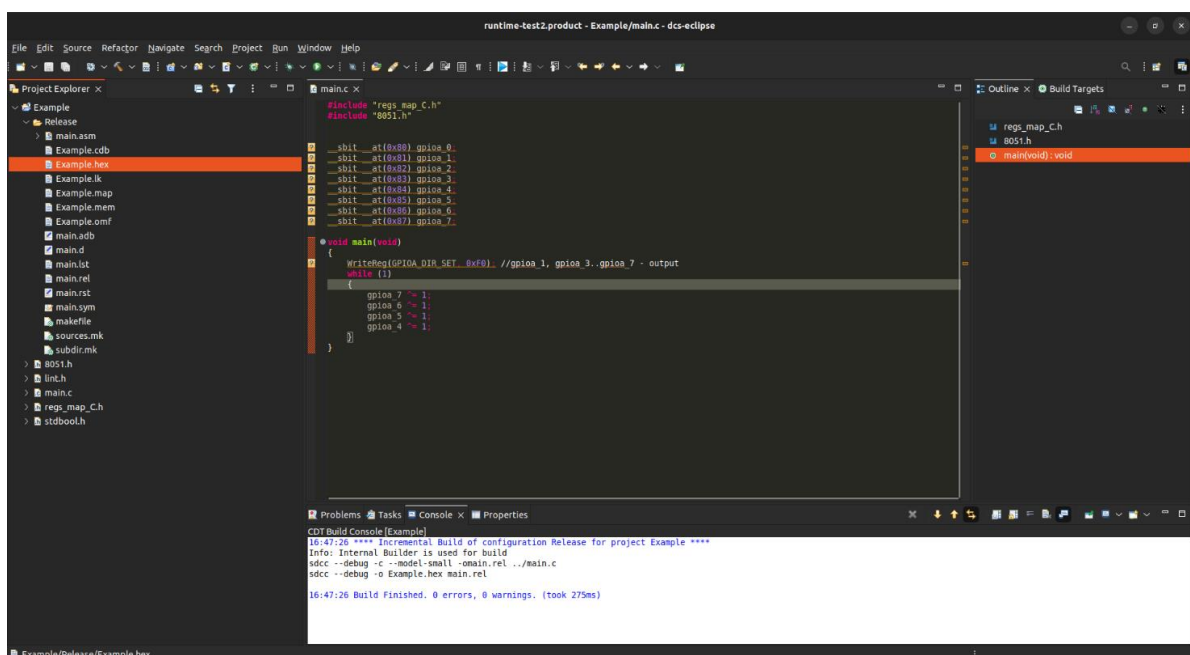 runtime-test2.product - Example/main.c - dcs-eclipse
File Edit Source Refactor Navigate Search Project Run Window Help
Project Explorer
Example
Release
main.asm
Example.cdb
Example.hex
Example.lk
Example.map
Example.mem
Example.omf
main.adb
main.d
main.lst
main.rel
main.rst
main.sym
makefile
sources.mk
subdir.mk
8051.h
lint.h
main.c
regs_map_C.h
stdbool.h
main.c
#include "regs_map_C.h"
#include "8051.h"
__sbit __at(0x80) gpioa_0;
__sbit __at(0x81) gpioa_1;
__sbit __at(0x82) gpioa_2;
__sbit __at(0x83) gpioa_3;
__sbit __at(0x84) gpioa_4;
__sbit __at(0x85) gpioa_5;
__sbit __at(0x86) gpioa_6;
__sbit __at(0x87) gpioa_7;
void main(void)
{
WriteReg(GPIOA_DIR_SET, 0xF0); //gpioa_1, gpioa_3..gpioa_7 - output
while (1)
{
gpioa_7 ^= 1;
gpioa_6 ^= 1;
gpioa_5 ^= 1;
gpioa_4 ^= 1;
}
}
Outline Build Targets
regs_map_C.h
8051.h
main(void) : void
Problems Tasks Console Properties
CDT Build Console [Example]
16:47:26 **** Incremental Build of configuration Release for project Example ****
Info: Internal Builder is used for build
sdcc --debug -c --model-small -omain.rel ../main.c
sdcc --debug -o Example.hex main.rel
16:47:26 Build Finished. 0 errors, 0 warnings. (took 275ms)
Example/Release/Example.hex